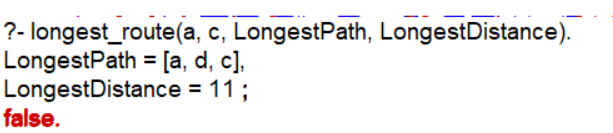 ?- longest_route(a, c, LongestPath, LongestDistance).
LongestPath = [a, d, c],
LongestDistance = 11 ;
false.